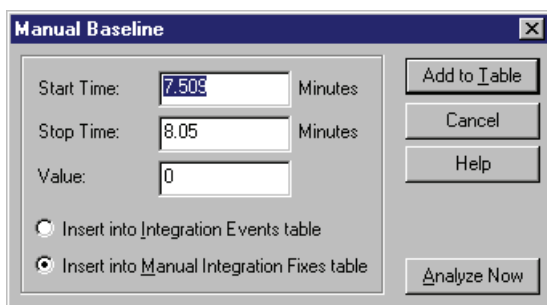 Manual Baseline
Start Time: 7.509 Minutes
Stop Time: 8.05 Minutes
Value: 0
Insert into Integration Events table
Insert into Manual Integration Fixes table
Add to Table
Cancel
Help
Analyze Now